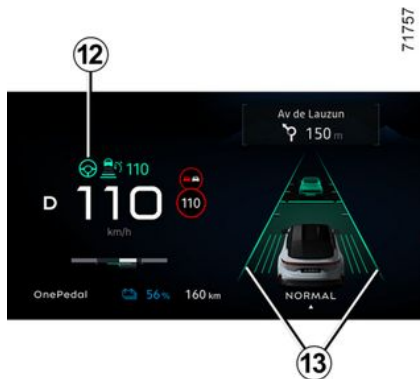 71757
12
Av de Lauzun
150 m
110
D 110 110
km/h
OnePedal 56% 160 km
NORMAL
13